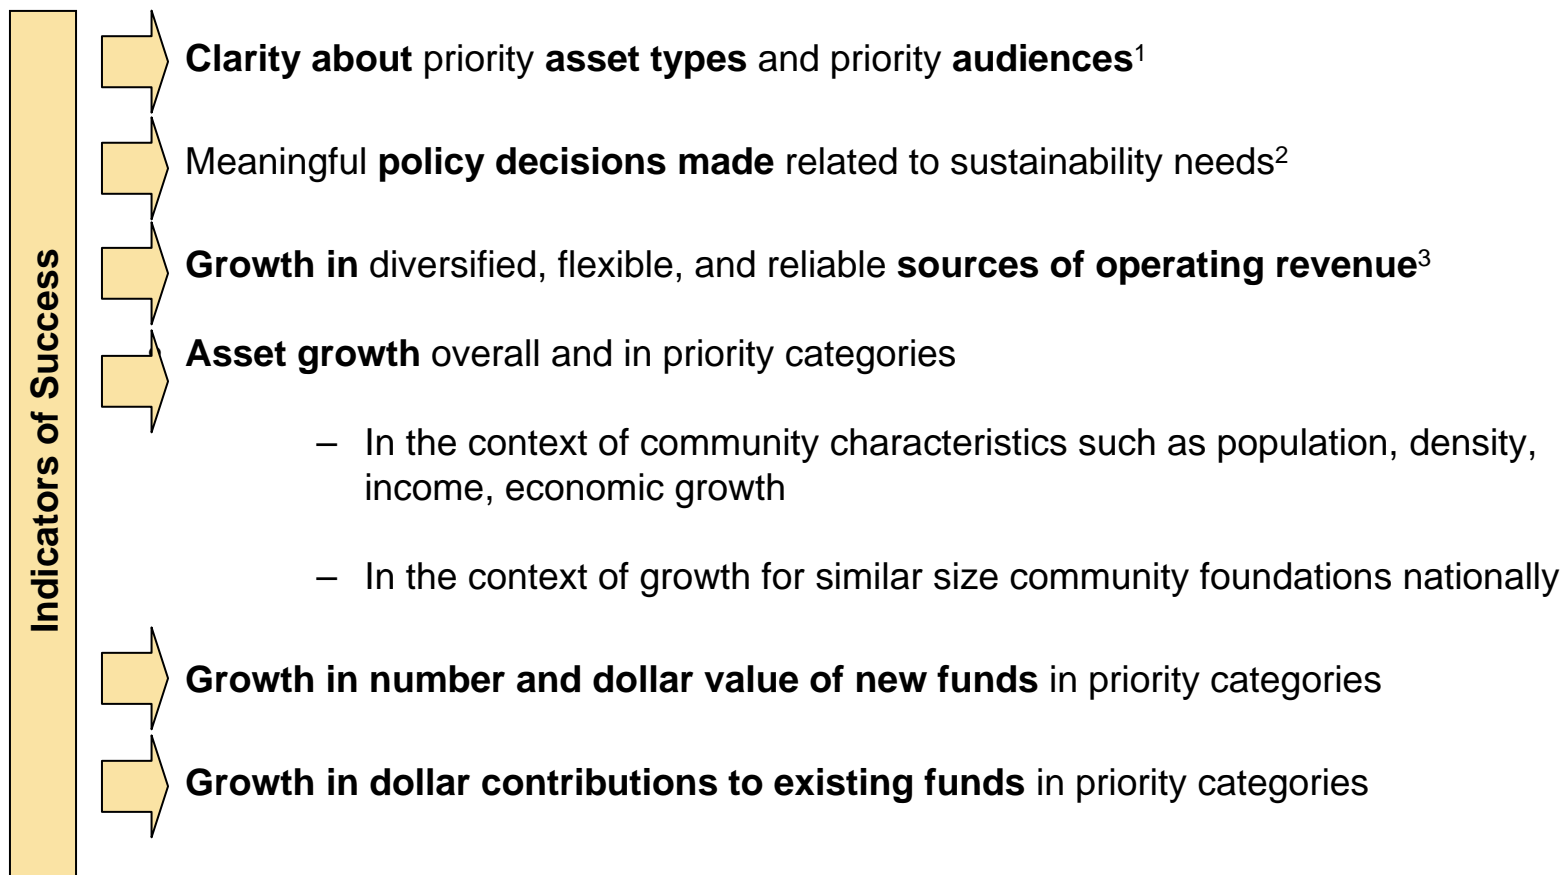 Indicators of Success
Clarity about priority asset types and priority audiences¹
Meaningful policy decisions made related to sustainability needs²
Growth in diversified, flexible, and reliable sources of operating revenue³
Asset growth overall and in priority categories
– In the context of community characteristics such as population, density,
income, economic growth
– In the context of growth for similar size community foundations nationally
Growth in number and dollar value of new funds in priority categories
Growth in dollar contributions to existing funds in priority categories